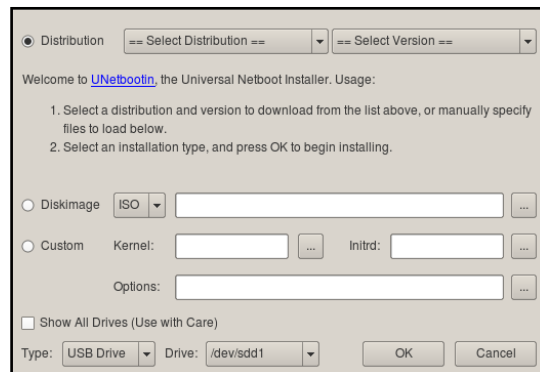 Distribution == Select Distribution == == Select Version ==
Welcome to UNetbootin, the Universal Netboot Installer. Usage:
1. Select a distribution and version to download from the list above, or manually specify
files to load below.
2. Select an installation type, and press OK to begin installing.
Diskimage ISO ...
Custom Kernel: ... Initrd: ...
Options: ...
Show All Drives (Use with Care)
Type: USB Drive Drive: /dev/sdd1 OK Cancel